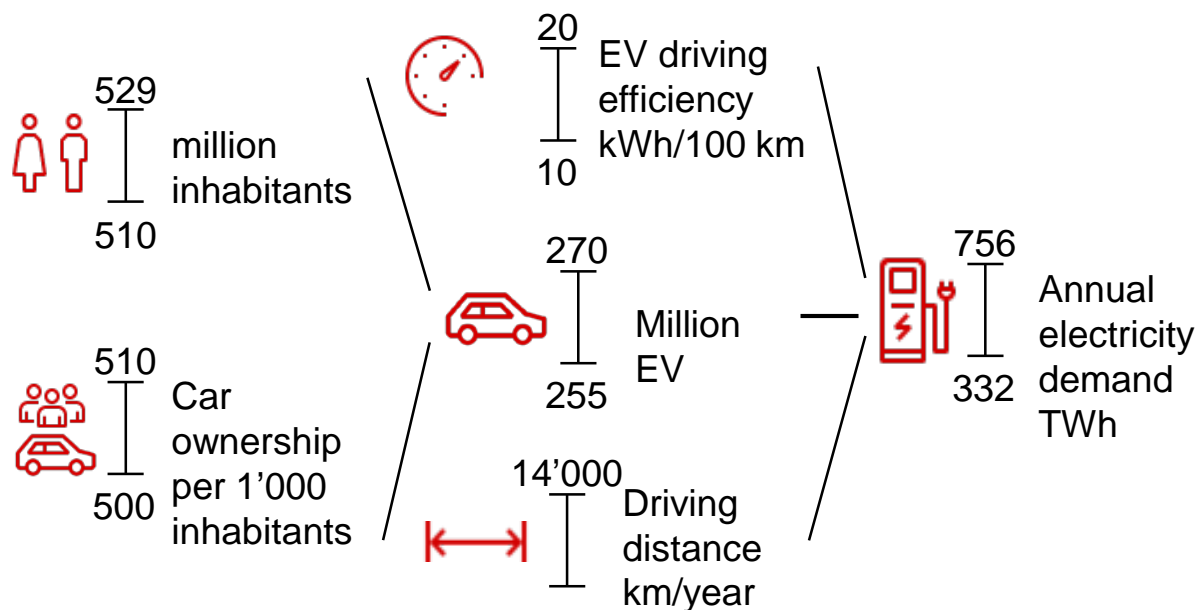 529
million
inhabitants
510
510
Car
ownership
per 1’000
inhabitants
500
20
EV driving
efficiency
kWh/100 km
10
270
Million
EV
255
14’000
Driving
distance
km/year
756
Annual
electricity
demand
TWh
332